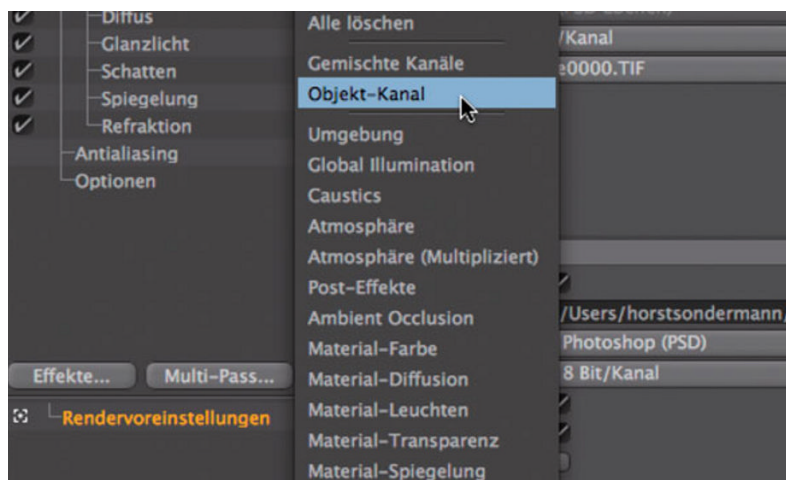 Diffus
Glanzlicht
Schatten
Spiegelung
Refraktion
Antialiasing
Optionen
Effekte...
Multi-Pass...
Rendervoreinstellungen
Alle löschen
Gemischte Kanäle
Objekt-Kanal
Umgebung
Global Illumination
Caustics
Atmosphäre
Atmosphäre (Multipliziert)
Post-Effekte
Ambient Occlusion
Material-Farbe
Material-Diffusion
Material-Leuchten
Material-Transparenz
Material-Spiegelung
/Kanal
e0000.TIF
/Users/horstsondermann/
Photoshop (PSD)
8 Bit/Kanal